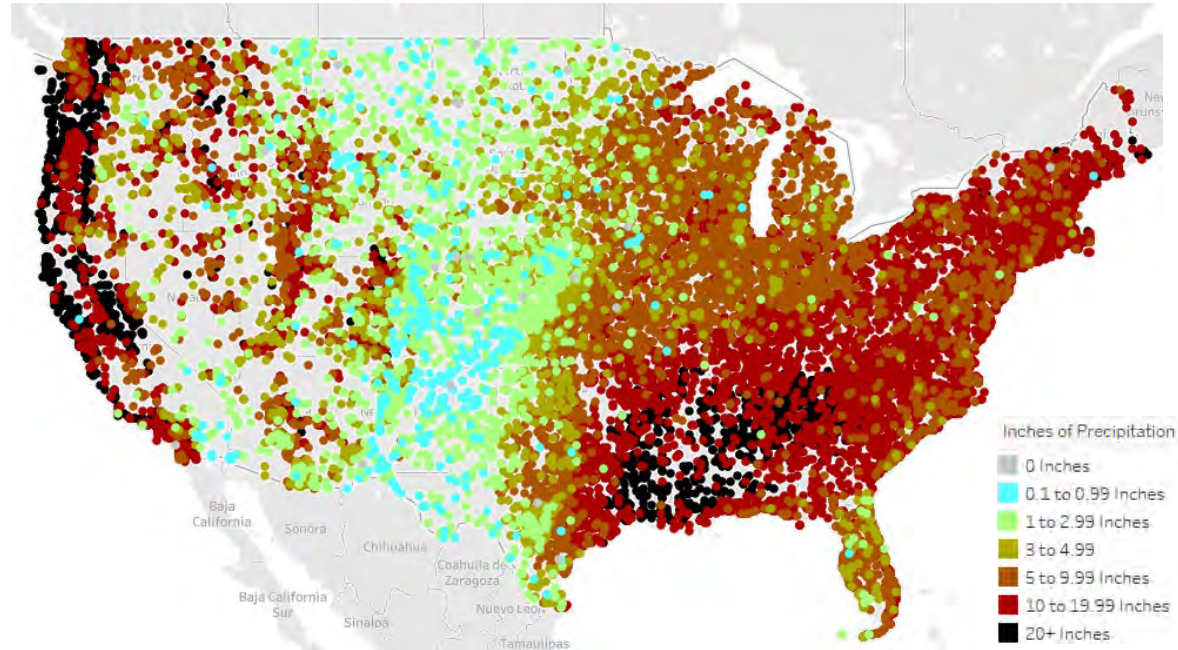 New
Brunsw
Baja
California
Sonora
Chihuahua
Coahuila de
Zaragoza
Baja California
Sur
Nuevo León
Sinaloa
Tamaulipas
Inches of Precipitation
0 Inches
0.1 to 0.99 Inches
1 to 2.99 Inches
3 to 4.99
5 to 9.99 Inches
10 to 19.99 Inches
20+ Inches